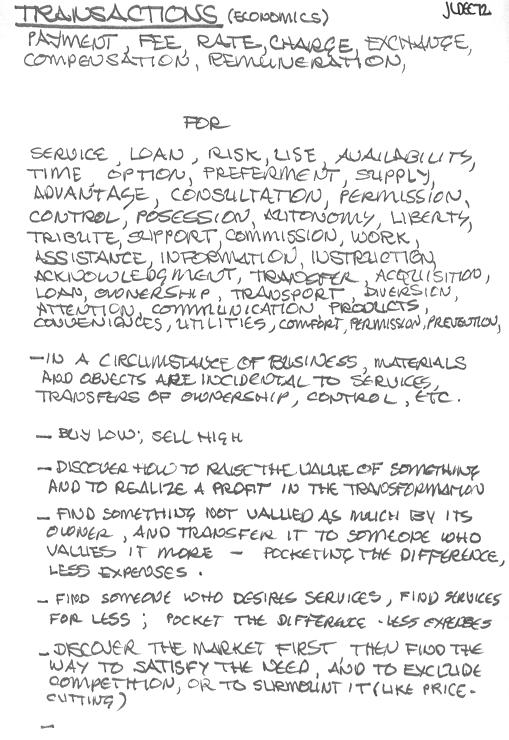 TRANSACTIONS (ECONOMICS)
JLDEC72
PAYMENT, FEE, RATE, CHARGE, EXCHANGE,
COMPENSATION, REMUNERATION,
FOR
SERVICE, LOAN, RISK, USE, AVAILABILITY,
TIME, OPTION, PREFERMENT, SUPPLY,
ADVANTAGE, CONSULTATION, PERMISSION,
CONTROL, POSESSION, AUTONOMY, LIBERTY,
TRIBUTE, SUPPORT, COMMISSION, WORK,
ASSISTANCE, INFORMATION, INSTRUCTION,
ACKNOWLEDGMENT, TRANSFER, ACQUISITION,
LOAN, OWNERSHIP, TRANSPORT, DIVERSION,
ATTENTION, COMMUNICATION, PRODUCTS,
CONVENIENCES, UTILITIES, COMFORT, PERMISSION, PREVENTION,
- IN A CIRCUMSTANCE OF BUSINESS, MATERIALS
AND OBJECTS ARE INCIDENTAL TO SERVICES,
TRANSFERS OF OWNERSHIP, CONTROL, ETC.
- BUY LOW; SELL HIGH
- DISCOVER HOW TO RAISE THE VALUE OF SOMETHING
AND TO REALIZE A PROFIT IN THE TRANSFORMATION
- FIND SOMETHING NOT VALUED AS MUCH BY ITS
OWNER, AND TRANSFER IT TO SOMEONE WHO
VALUES IT MORE - POCKETING THE DIFFERENCE,
LESS EXPENSES.
- FIND SOMEONE WHO DESIRES SERVICES, FIND SERVICES
FOR LESS; POCKET THE DIFFERENCE - LESS EXPENSES
- DISCOVER THE MARKET FIRST, THEN FIND THE
WAY TO SATISFY THE NEED, AND TO EXCLUDE
COMPETITION, OR TO SURMOUNT IT (LIKE PRICE-
CUTTING)
-